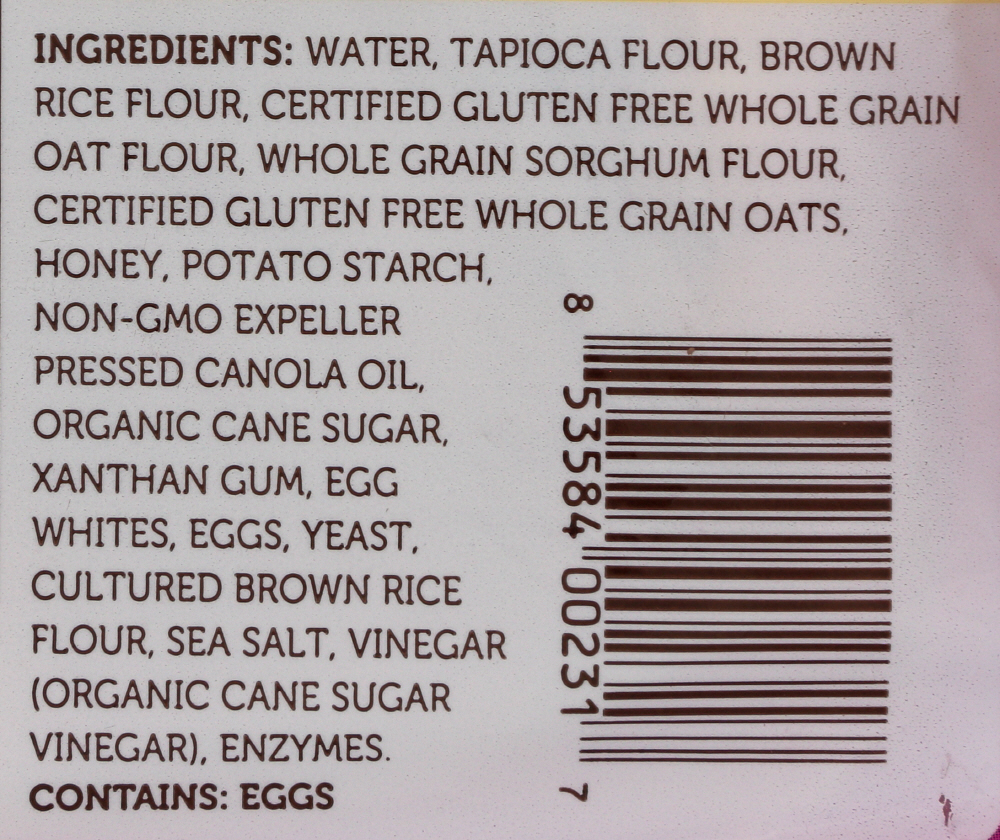 INGREDIENTS: WATER, TAPIOCA FLOUR, BROWN
RICE FLOUR, CERTIFIED GLUTEN FREE WHOLE GRAIN
OAT FLOUR, WHOLE GRAIN SORGHUM FLOUR,
CERTIFIED GLUTEN FREE WHOLE GRAIN OATS,
HONEY, POTATO STARCH,
NON-GMO EXPELLER
PRESSED CANOLA OIL,
ORGANIC CANE SUGAR,
XANTHAN GUM, EGG
WHITES, EGGS, YEAST,
CULTURED BROWN RICE
FLOUR, SEA SALT, VINEGAR
(ORGANIC CANE SUGAR
VINEGAR), ENZYMES.
CONTAINS: EGGS
8 53584 00231 7